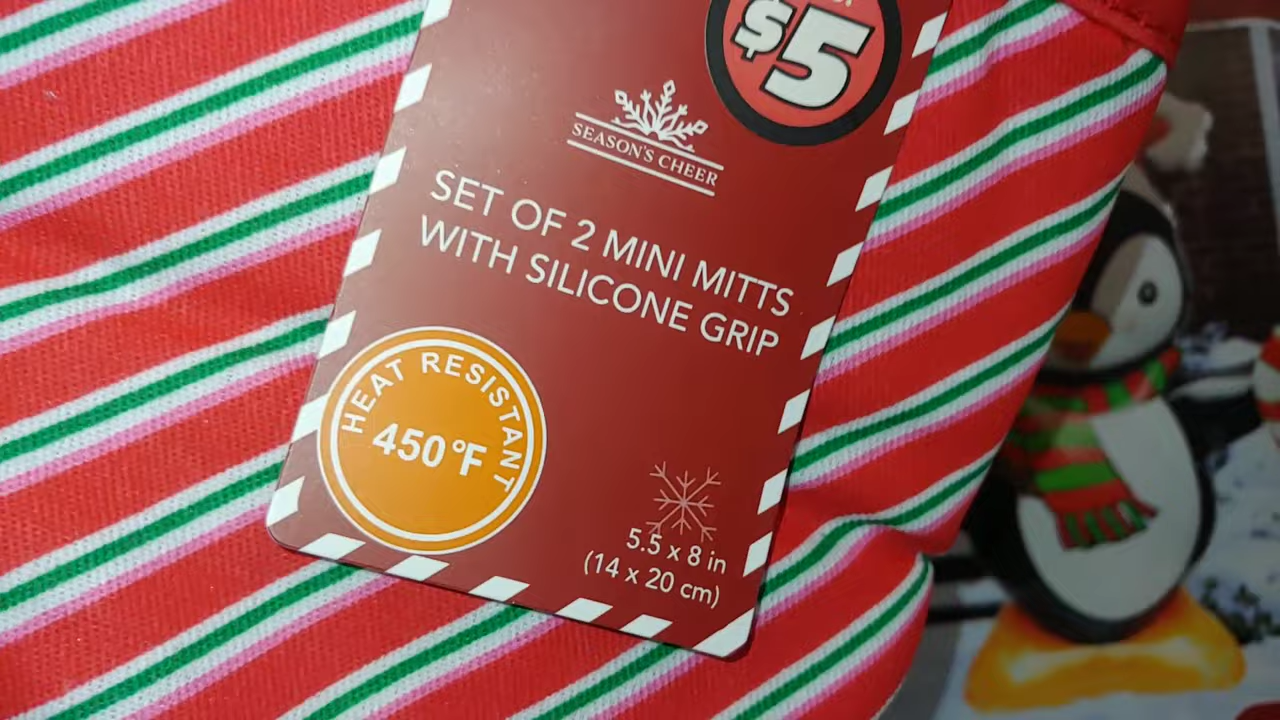 $5
SEASON'S CHEER
SET OF 2 MINI MITTS
WITH SILICONE GRIP
HEAT RESISTANT
450°F
5.5 x 8 in
(14 x 20 cm)